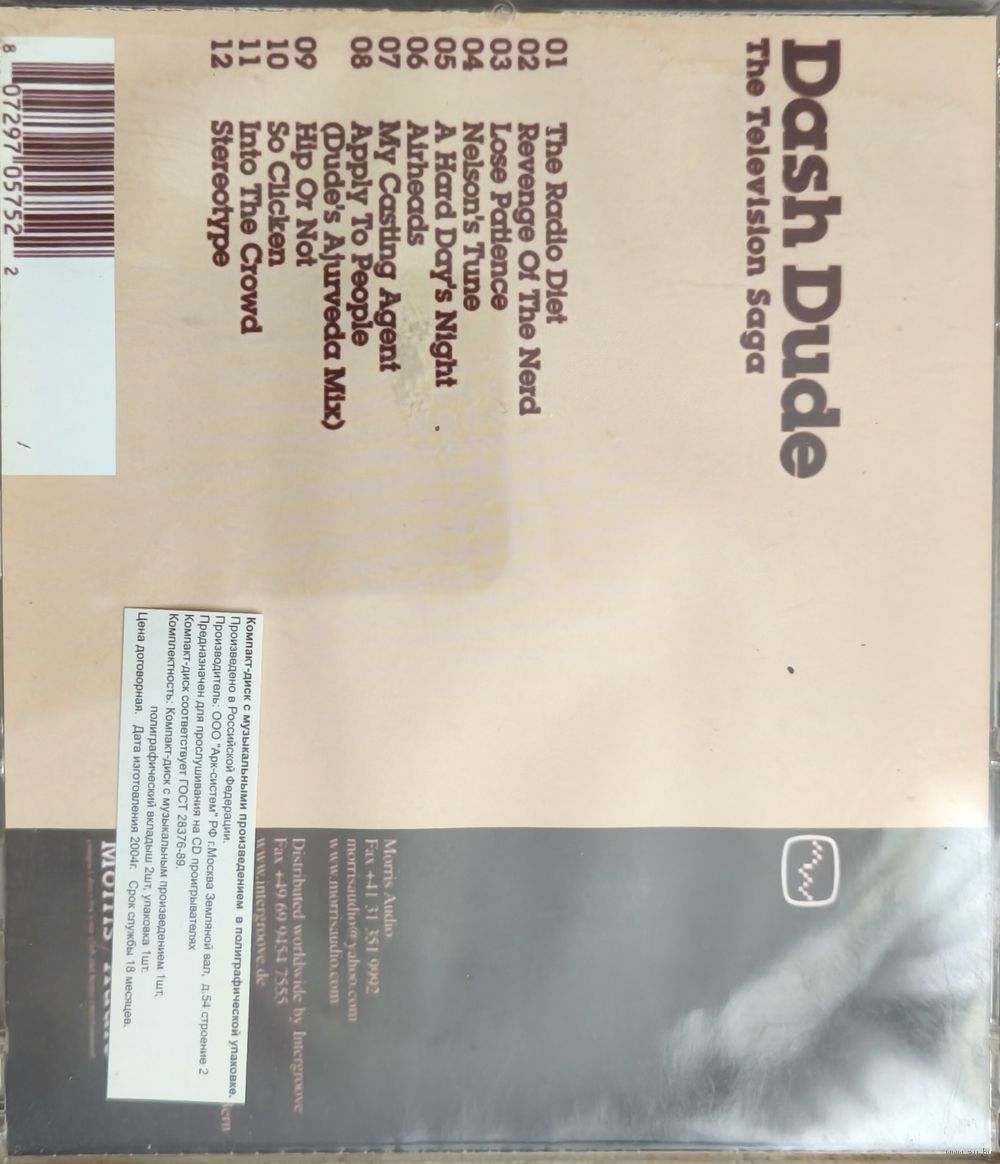 Dash Dude
The Television Saga
01 The Radio Diet
02 Revenge Of The Nerd
03 Lose Patience
04 Nelson's Tune
05 A Hard Day's Night
06 Airheads
07 My Casting Agent
08 Apply To People
(Dude's Ajurveda Mix)
09 Hip Or Not
10 So Clicken
11 Into The Crowd
12 Stereotype
8 07297 05752 2
Morris Audio
Fax +41 31 351 9992
morrisaudio@yahoo.com
www.morrisaudio.com
Distributed worldwide by Intergroove
Fax +49 69 9454 7555
www.intergroove.de
Компакт-диск с музыкальными произведением в полиграфической упаковке.
Произведено в Российской Федерации.
Производитель: ООО "Арк-систем" РФ г.Москва Земляной вал, д.54 строение 2
Предназначен для прослушивания на CD проигрывателях
Компакт-диск соответствует ГОСТ 28376-89.
Комплектность: Компакт-диск с музыкальным произведением 1шт,
полиграфический вкладыш 2шт, упаковка 1шт.
Цена договорная. Дата изготовления 2004г. Срок службы 18 месяцев.